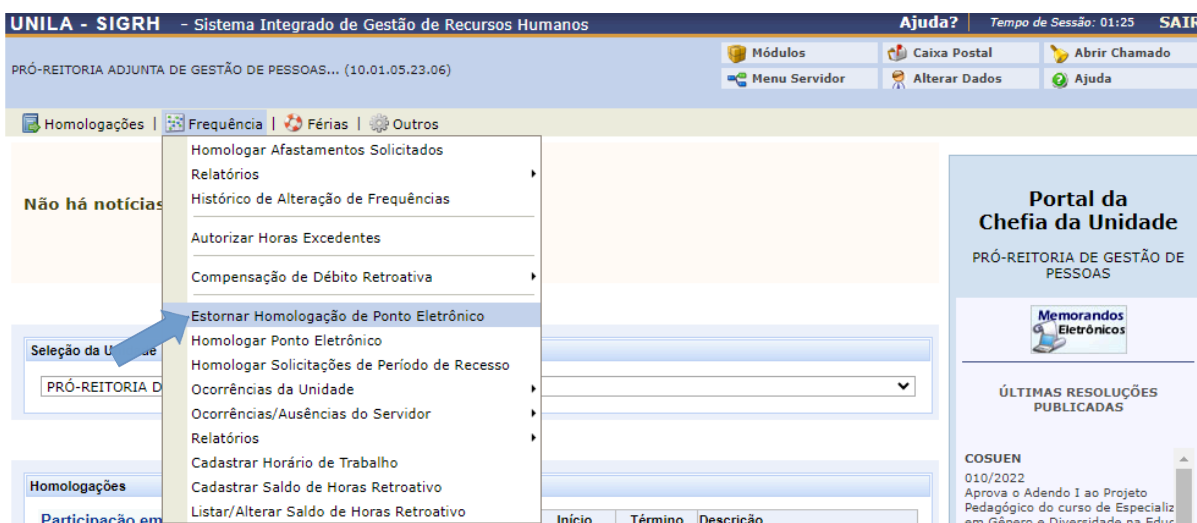 UNILA - SIGRH - Sistema Integrado de Gestão de Recursos Humanos
Ajuda? Tempo de Sessão: 01:25 SAIR
PRÓ-REITORIA ADJUNTA DE GESTÃO DE PESSOAS... (10.01.05.23.06)
Módulos Caixa Postal Abrir Chamado
Menu Servidor Alterar Dados Ajuda
Homologações | Frequência | Férias | Outros
Homologar Afastamentos Solicitados
Relatórios
Histórico de Alteração de Frequências
Autorizar Horas Excedentes
Compensação de Débito Retroativa
Estornar Homologação de Ponto Eletrônico
Homologar Ponto Eletrônico
Homologar Solicitações de Período de Recesso
Ocorrências da Unidade
Ocorrências/Ausências do Servidor
Relatórios
Cadastrar Horário de Trabalho
Cadastrar Saldo de Horas Retroativo
Listar/Alterar Saldo de Horas Retroativo
Não há notícias
Seleção da
PRÓ-REITORIA D
Homologações
Participação em
Início Término Descrição
Portal da
Chefia da Unidade
PRÓ-REITORIA DE GESTÃO DE
PESSOAS
Memorandos
Eletrônicos
ÚLTIMAS RESOLUÇÕES
PUBLICADAS
COSUEN
010/2022
Aprova o Adendo I ao Projeto
Pedagógico do curso de Especializ
em Gênero e Diversidade na Educ